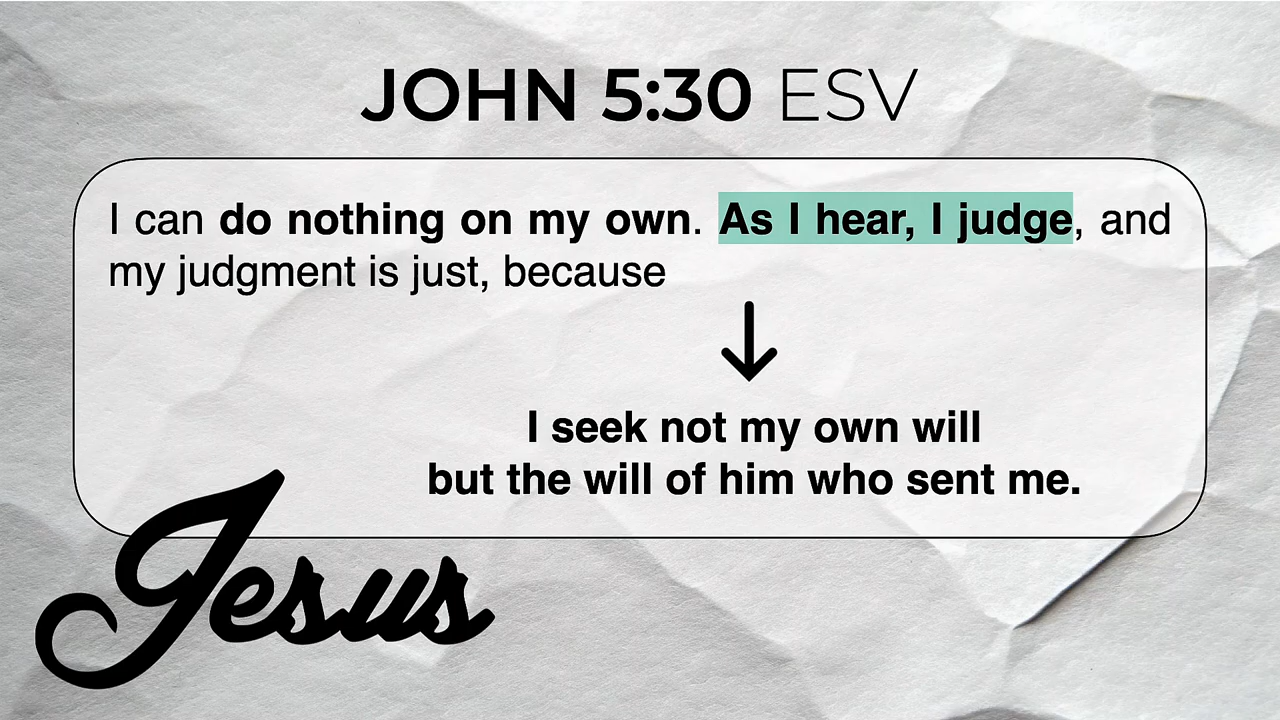 JOHN 5:30 ESV
I can do nothing on my own. As I hear, I judge, and
my judgment is just, because
I seek not my own will
but the will of him who sent me.
Jesus